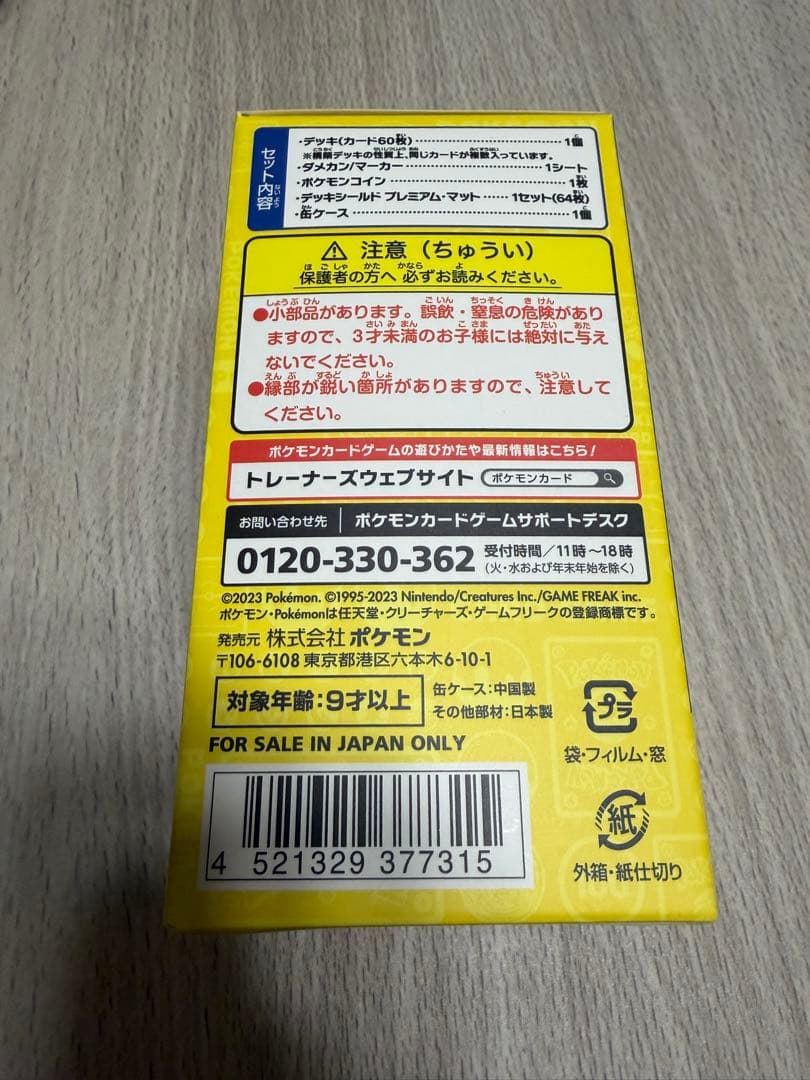 セット内容
・デッキ(カード60枚)……1個
※構築デッキの性質上、同じカードが複数入っています。
・ダメカン/マーカー……1シート
・ポケモンコイン……1枚
・デッキシールド プレミアム・マット……1セット(64枚)
・缶ケース……1個
⚠ 注意(ちゅうい)
保護者の方へ 必ずお読みください。
●小部品があります。誤飲・窒息の危険があり
ますので、3才未満のお子様には絶対に与え
ないでください。
●縁部が鋭い箇所がありますので、注意して
ください。
ポケモンカードゲームの遊びかたや最新情報はこちら!
トレーナーズウェブサイト ポケモンカード
お問い合わせ先 ポケモンカードゲームサポートデスク
0120-330-362 受付時間/11時~18時
(火・水および年末年始を除く)
©2023 Pokémon. ©1995-2023 Nintendo/Creatures Inc./GAME FREAK inc.
ポケモン・Pokémonは任天堂・クリーチャーズ・ゲームフリークの登録商標です。
発売元 株式会社 ポケモン
〒106-6108 東京都港区六本木6-10-1
対象年齢:9才以上
缶ケース:中国製
その他部材:日本製
プラ
袋・フィルム・窓
FOR SALE IN JAPAN ONLY
4 521329 377315
紙
外箱・紙仕切り